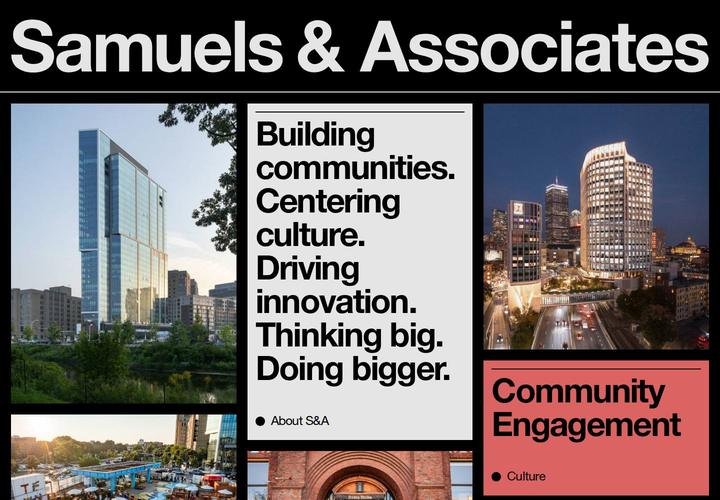 Samuels & Associates
Building
communities.
Centering
culture.
Driving
innovation.
Thinking big.
Doing bigger.
About S&A
Community
Engagement
Culture